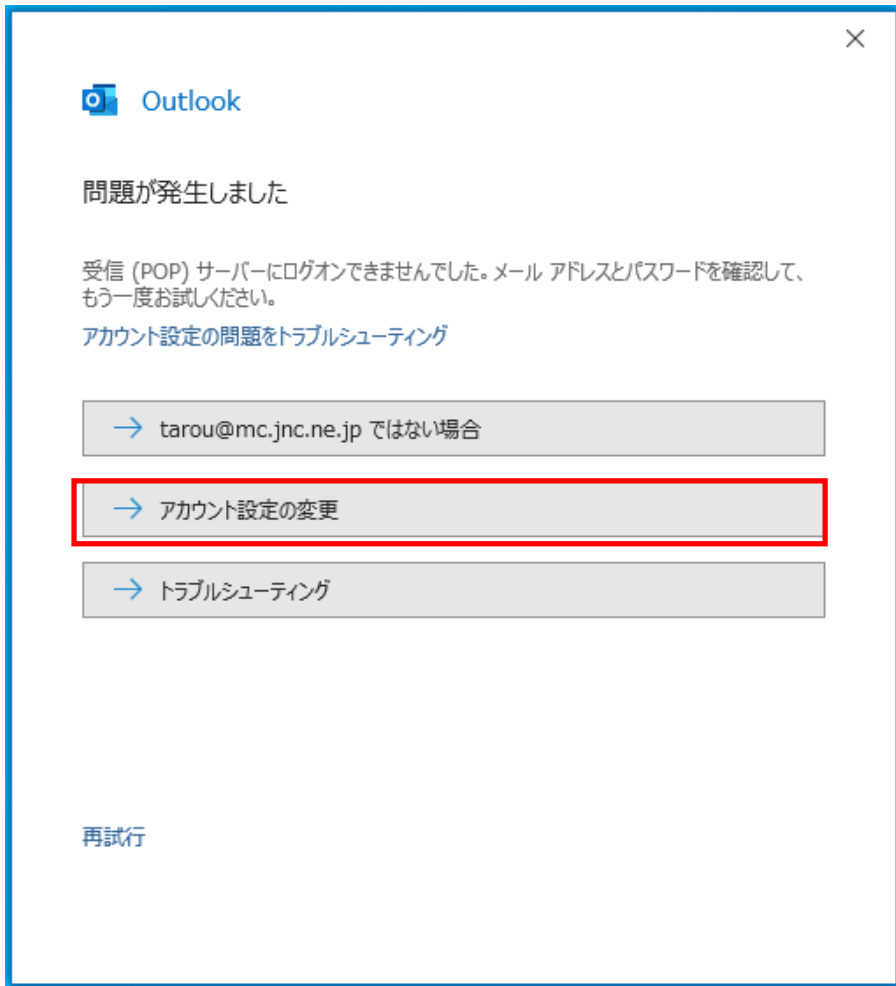 Outlook
問題が発生しました
受信 (POP) サーバーにログオンできませんでした。メール アドレスとパスワードを確認して、
もう一度お試しください。
アカウント設定の問題をトラブルシューティング
→ tarou@mc.jnc.ne.jp ではない場合
→ アカウント設定の変更
→ トラブルシューティング
再試行